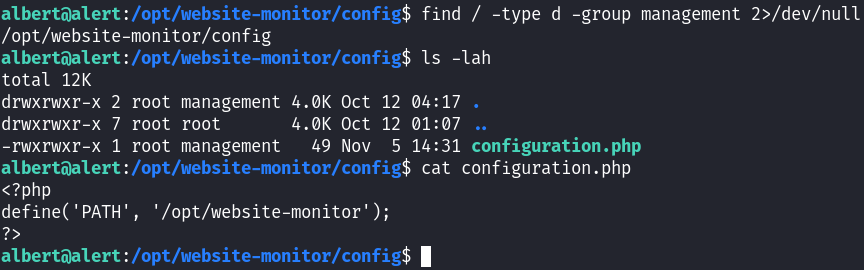 albert@alert:/opt/website-monitor/config$ find / -type d -group management 2>/dev/null
/opt/website-monitor/config
albert@alert:/opt/website-monitor/config$ ls -lah
total 12K
drwxrwxr-x 2 root management 4.0K Oct 12 04:17 .
drwxrwxr-x 7 root root       4.0K Oct 12 01:07 ..
-rwxrwxr-x 1 root management   49 Nov  5 14:31 configuration.php
albert@alert:/opt/website-monitor/config$ cat configuration.php
<?php
define('PATH', '/opt/website-monitor');
?>
albert@alert:/opt/website-monitor/config$